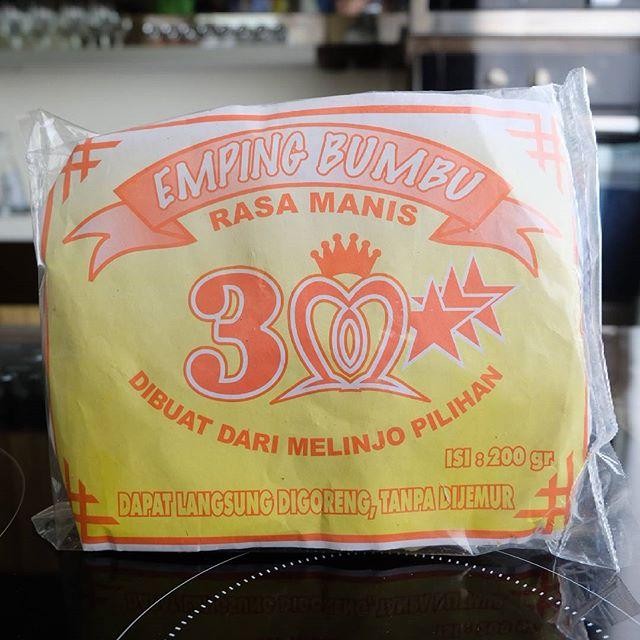 EMPING BUMBU
RASA MANIS
3M
DIBUAT DARI MELINJO PILIHAN
ISI : 200 gr.
DAPAT LANGSUNG DIGORENG, TANPA DIJEMUR